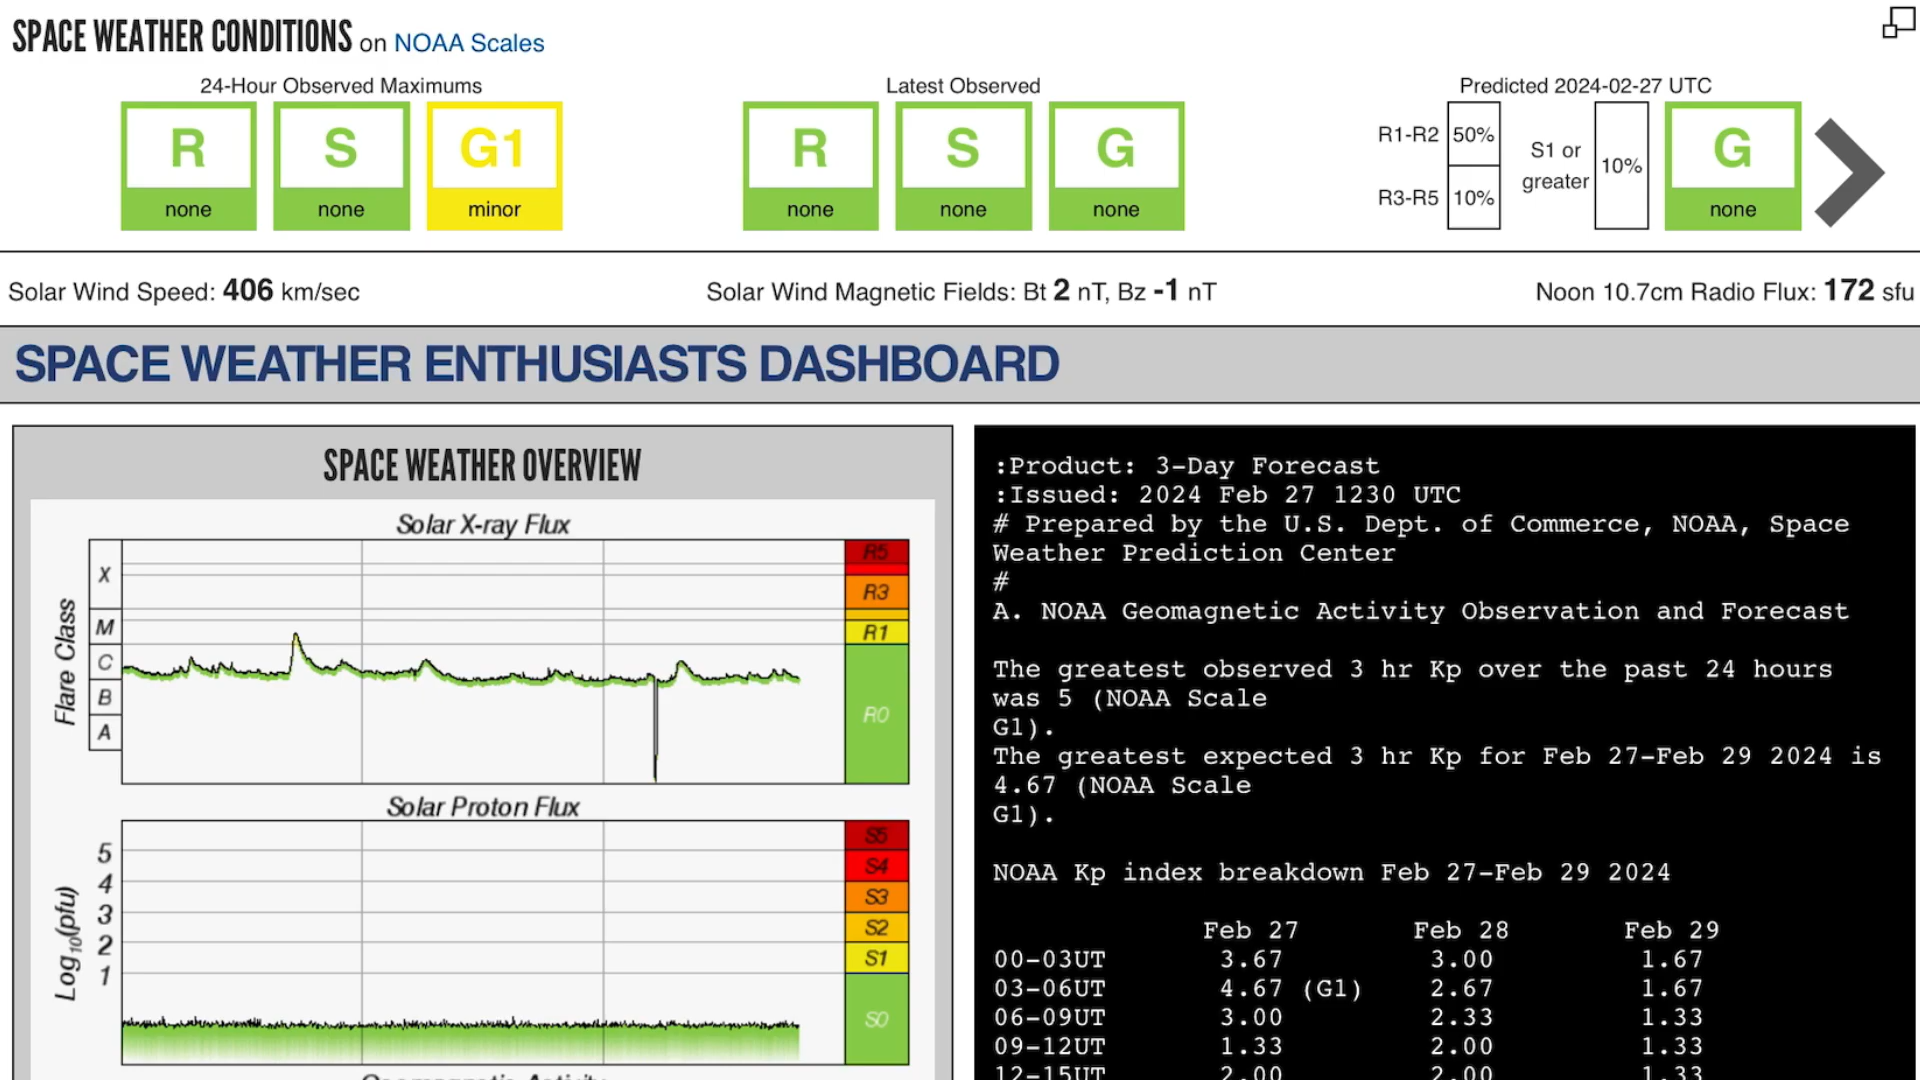 SPACE WEATHER CONDITIONS on NOAA Scales
24-Hour Observed Maximums
R
none
S
none
G1
minor
Latest Observed
R
none
S
none
G
none
Predicted 2024-02-27 UTC
R1-R2 50%
R3-R5 10%
S1 or
greater
10%
G
none
Solar Wind Speed: 406 km/sec
Solar Wind Magnetic Fields: Bt 2 nT, Bz -1 nT
Noon 10.7cm Radio Flux: 172 sfu
SPACE WEATHER ENTHUSIASTS DASHBOARD
SPACE WEATHER OVERVIEW
Solar X-ray Flux
Flare Class
X
M
C
B
A
R5
R3
R1
R0
Solar Proton Flux
Log10(pfu)
5
4
3
2
1
S5
S4
S3
S2
S1
S0
:Product: 3-Day Forecast
:Issued: 2024 Feb 27 1230 UTC
# Prepared by the U.S. Dept. of Commerce, NOAA, Space
Weather Prediction Center
#
A. NOAA Geomagnetic Activity Observation and Forecast
The greatest observed 3 hr Kp over the past 24 hours
was 5 (NOAA Scale
G1).
The greatest expected 3 hr Kp for Feb 27-Feb 29 2024 is
4.67 (NOAA Scale
G1).
NOAA Kp index breakdown Feb 27-Feb 29 2024
Feb 27 Feb 28 Feb 29
00-03UT 3.67 3.00 1.67
03-06UT 4.67 (G1) 2.67 1.67
06-09UT 3.00 2.33 1.33
09-12UT 1.33 2.00 1.33
12-15UT 2.00 2.00 1.33